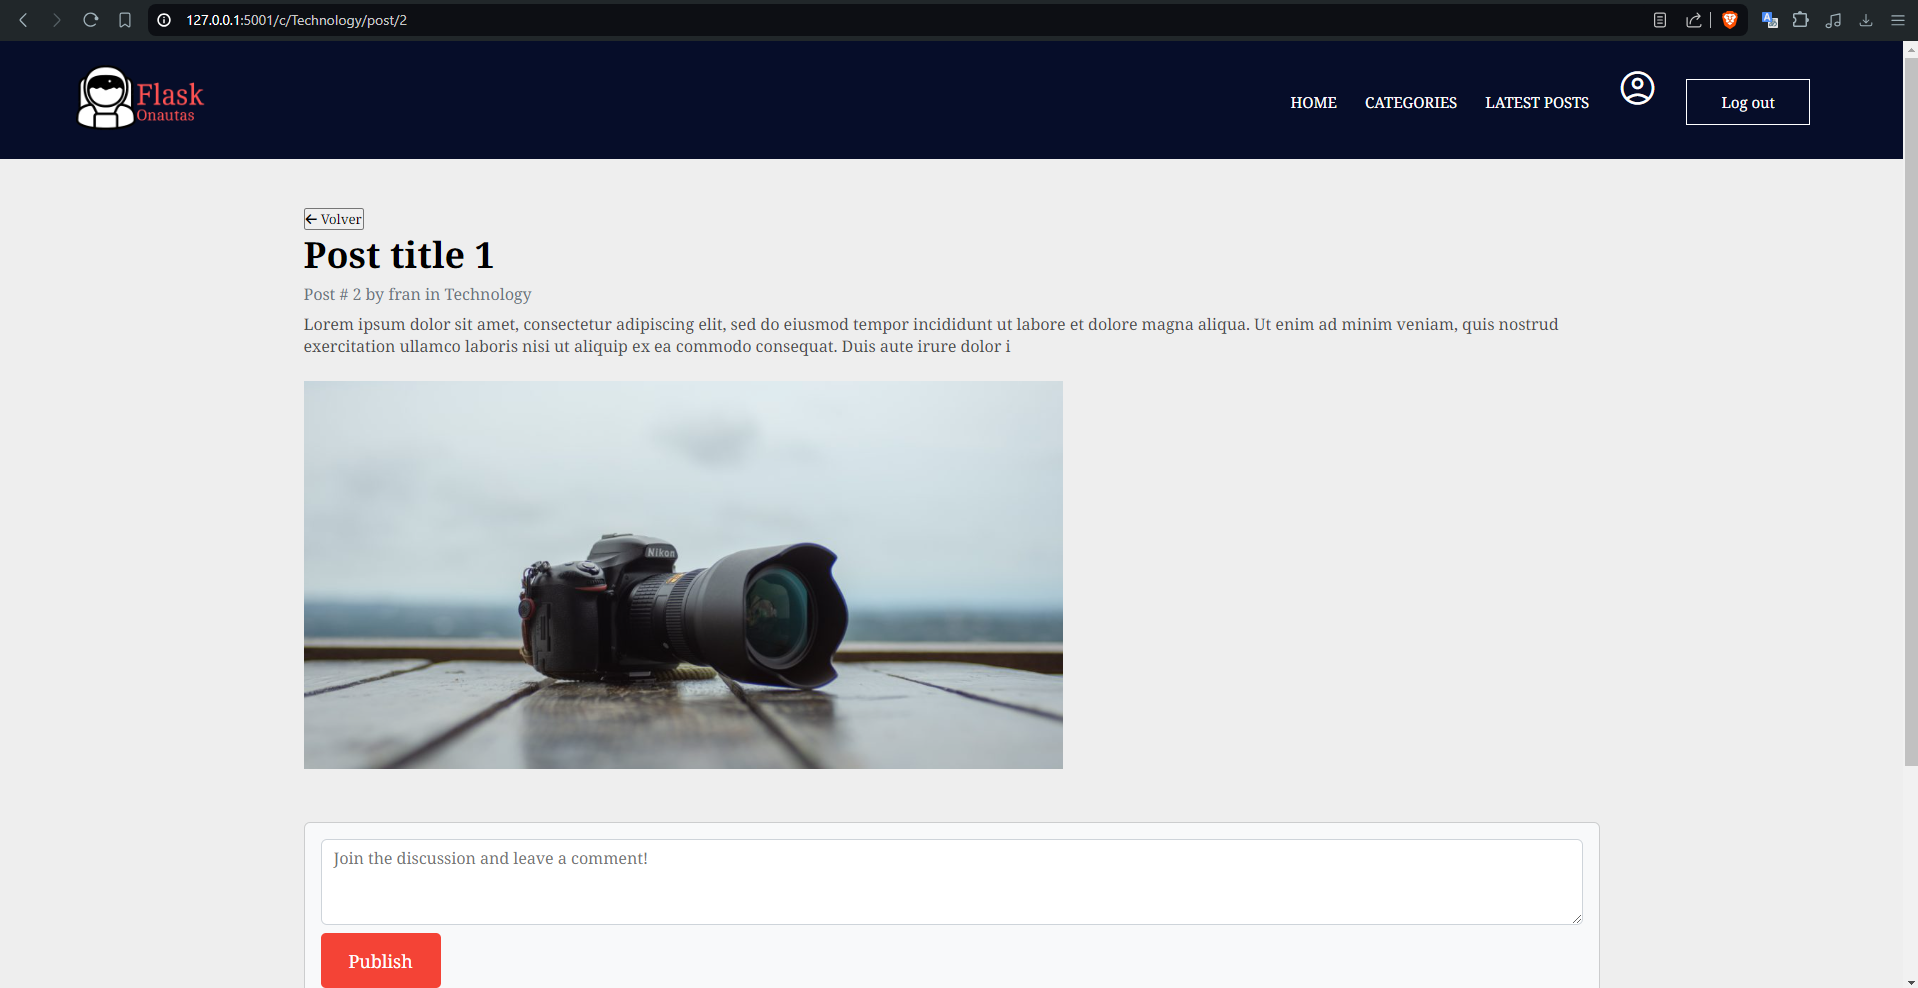 127.0.0.1:5001/c/Technology/post/2
Flask
Onautas
HOME
CATEGORIES
LATEST POSTS
Log out
Volver
Post title 1
Post # 2 by fran in Technology
Lorem ipsum dolor sit amet, consectetur adipiscing elit, sed do eiusmod tempor incididunt ut labore et dolore magna aliqua. Ut enim ad minim veniam, quis nostrud
exercitation ullamco laboris nisi ut aliquip ex ea commodo consequat. Duis aute irure dolor i
Nikon
Join the discussion and leave a comment!
Publish